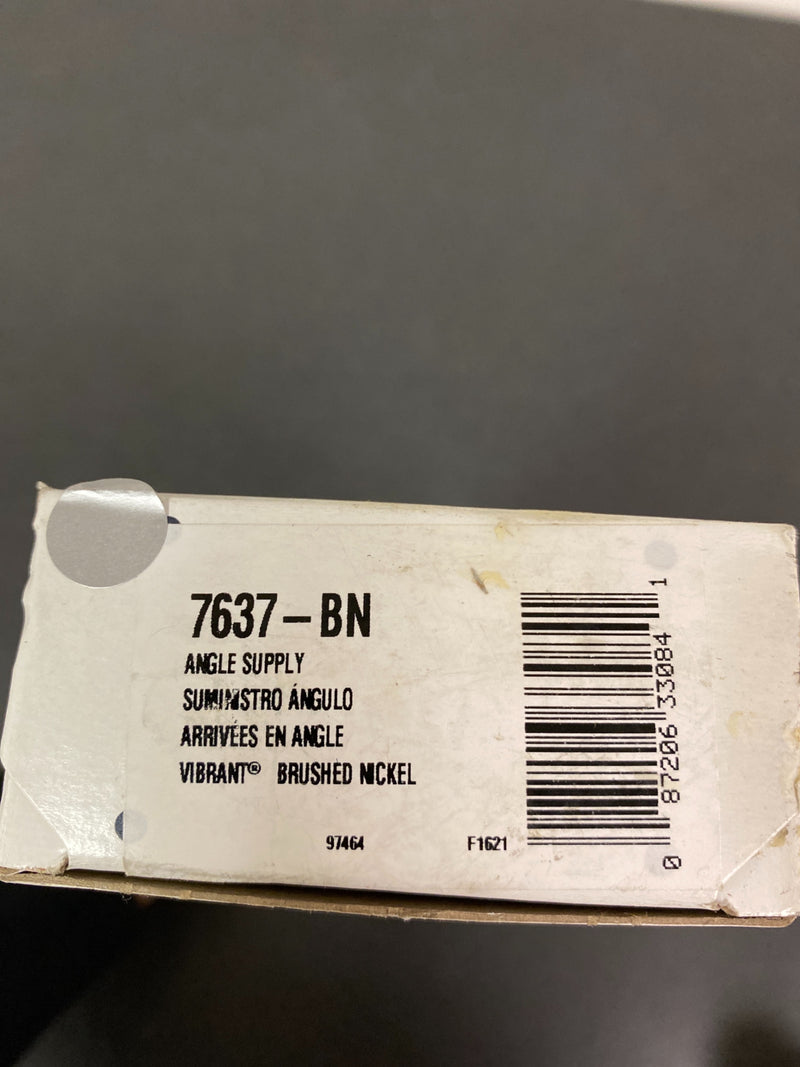 7637-BN
ANGLE SUPPLY
SUMINISTRO ÁNGULO
ARRIVÉES EN ANGLE
VIBRANT® BRUSHED NICKEL
97464 F1621
0 87206 33084 1